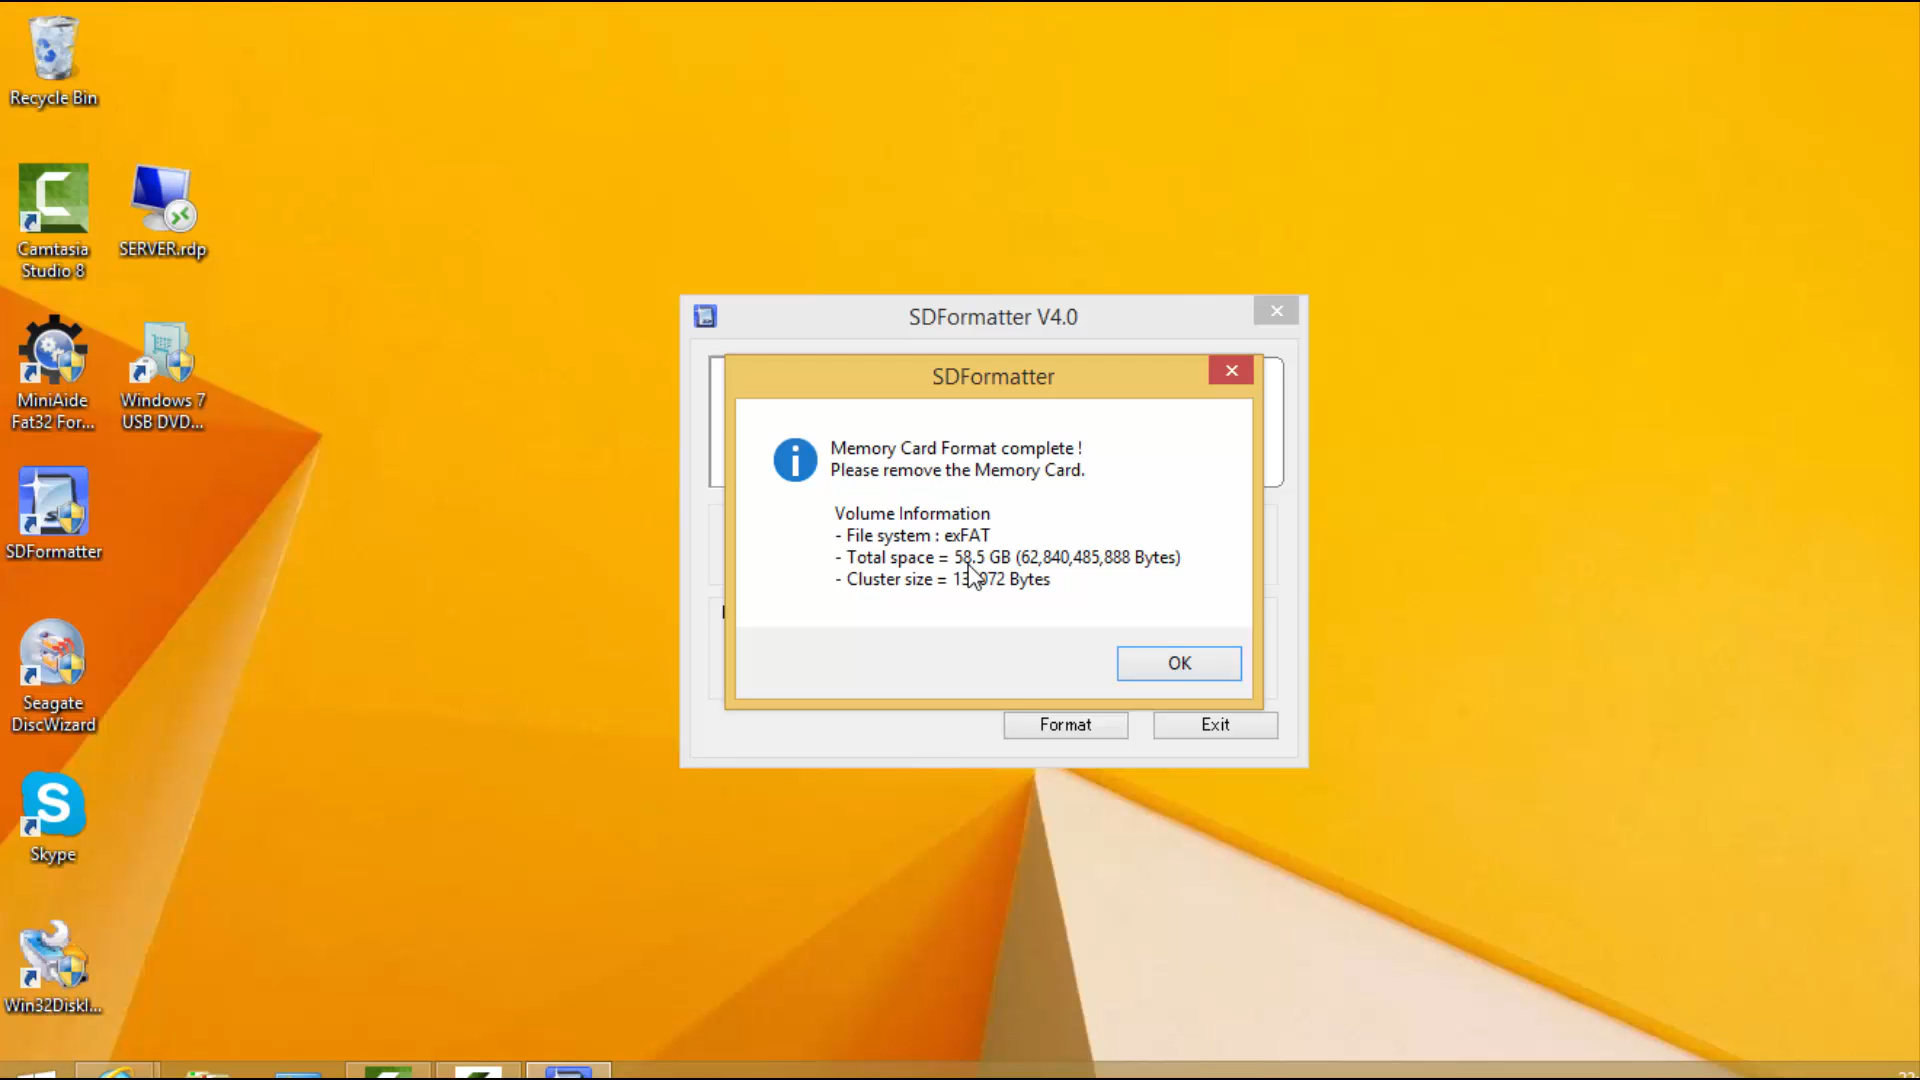 Recycle Bin
Camtasia
Studio 8
SERVER.rdp
MiniAide
Fat32 For...
Windows 7
USB DVD...
SDFormatter
Seagate
DiscWizard
Skype
Win32DiskI...
SDFormatter V4.0
SDFormatter
Memory Card Format complete !
Please remove the Memory Card.
Volume Information
- File system : exFAT
- Total space = 58.5 GB (62,840,485,888 Bytes)
- Cluster size = Bytes
OK
Format
Exit